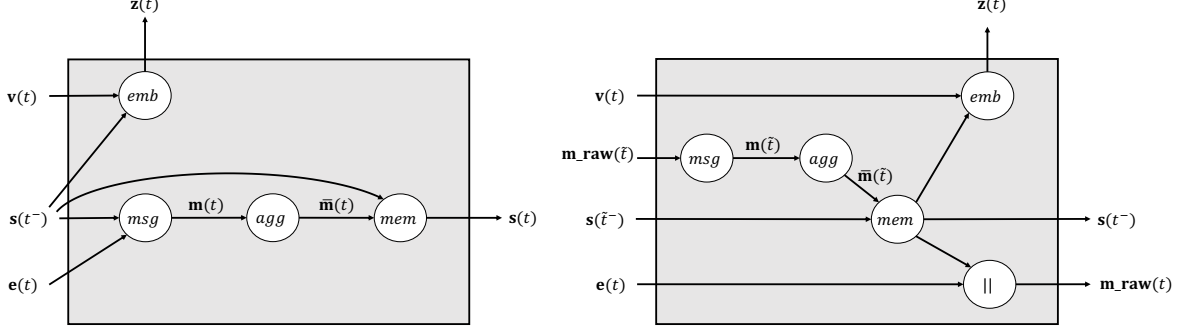 𝐳(𝑡)
𝐯(𝑡)
emb
𝐬(𝑡⁻)
msg
𝐦(𝑡)
agg
𝐦̅(𝑡)
mem
𝐬(𝑡)
𝐞(𝑡)
𝐳(𝑡)
𝐯(𝑡)
emb
𝐦_𝐫𝐚𝐰(𝑡̃)
msg
𝐦(𝑡̃)
agg
𝐦̅(𝑡̃)
𝐬(𝑡̃⁻)
mem
𝐬(𝑡⁻)
𝐞(𝑡)
||
𝐦_𝐫𝐚𝐰(𝑡)